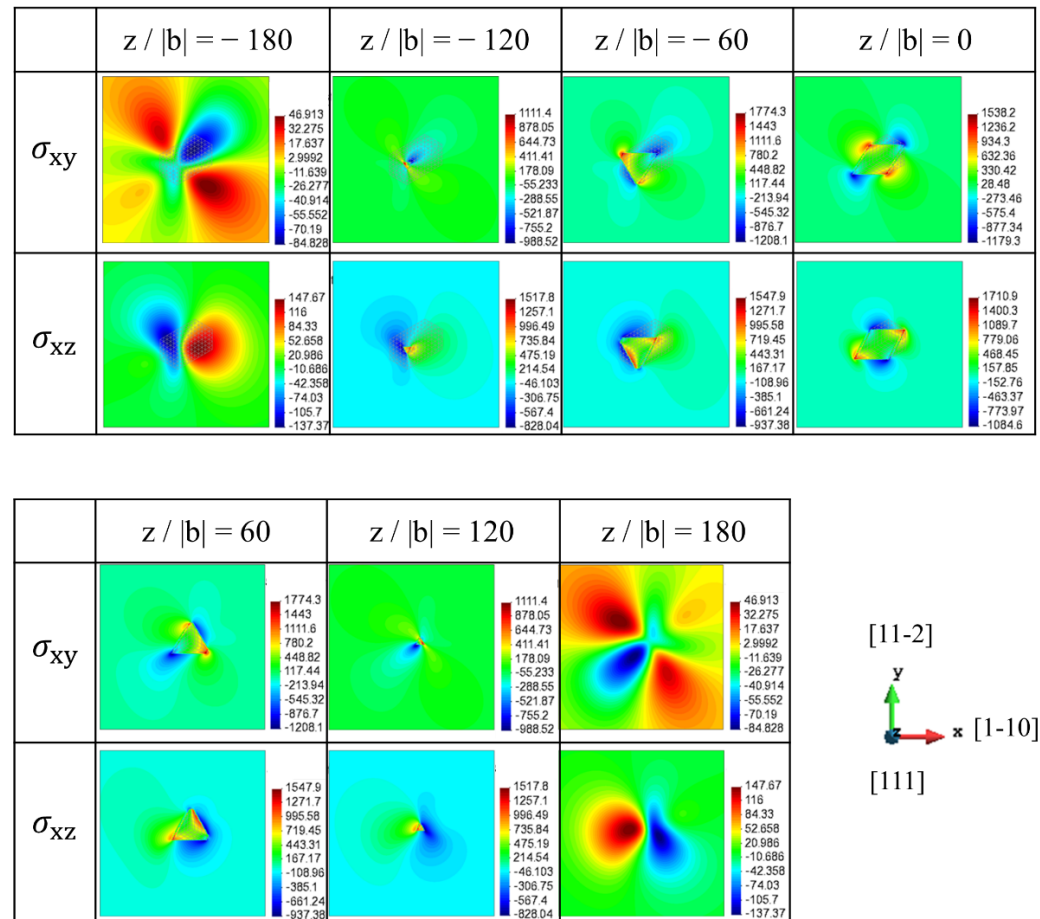 z / |b| = − 180 z / |b| = − 120 z / |b| = − 60 z / |b| = 0
σxy
46.913 1111.4 1774.3 1538.2
32.275 878.05 1443 1236.2
17.637 644.73 1111.6 934.3
2.9992 411.41 780.2 632.36
-11.639 178.09 448.82 330.42
-26.277 -55.233 117.44 28.48
-40.914 -288.55 -213.94 -273.46
-55.552 -521.87 -545.32 -575.4
-70.19 -755.2 -876.7 -877.34
-84.828 -988.52 -1208.1 -1179.3
σxz
147.67 1517.8 1547.9 1710.9
116 1257.1 1271.7 1400.3
84.33 996.49 995.58 1089.7
52.658 735.84 719.45 779.06
20.986 475.19 443.31 468.45
-10.686 214.54 167.17 157.85
-42.358 -46.103 -108.96 -152.76
-74.03 -306.75 -385.1 -463.37
-105.7 -567.4 -661.24 -773.97
-137.37 -828.04 -937.38 -1084.6
z / |b| = 60 z / |b| = 120 z / |b| = 180
σxy
1774.3 1111.4 46.913
1443 878.05 32.275
1111.6 644.73 17.637
780.2 411.41 2.9992
448.82 178.09 -11.639
117.44 -55.233 -26.277
-213.94 -288.55 -40.914
-545.32 -521.87 -55.552
-876.7 -755.2 -70.19
-1208.1 -988.52 -84.828
σxz
1547.9 1517.8 147.67
1271.7 1257.1 116
995.58 996.49 84.33
719.45 735.84 52.658
443.31 475.19 20.986
167.17 214.54 -10.686
-108.96 -46.103 -42.358
-385.1 -306.75 -74.03
-661.24 -567.4 -105.7
-937.38 -828.04 -137.37
[11-2]
y
z x [1-10]
[111]